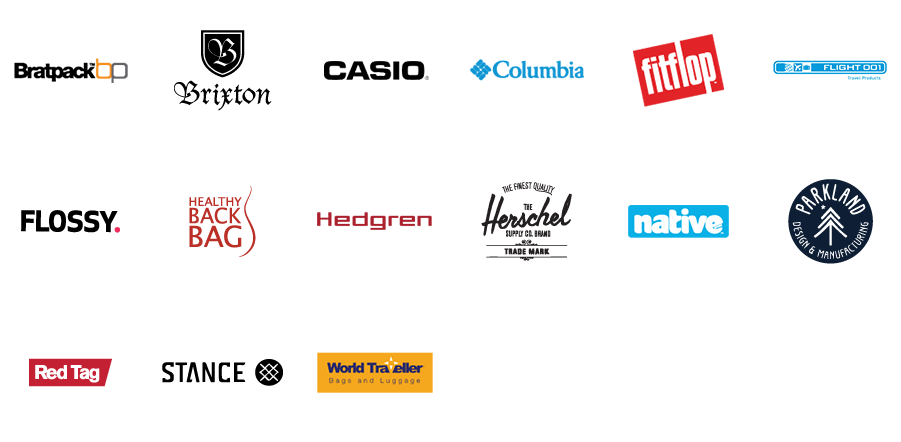 Bratpack™ bp
B
Brixton
CASIO®
Columbia
fitflop
FLIGHT 001
Travel Products
FLOSSY.
HEALTHY
BACK
BAG
Hedgren
THE FINEST QUALITY
THE
Herschel
SUPPLY CO. BRAND
TRADE MARK
native
PARKLAND
DESIGN & MANUFACTURING
Red Tag
STANCE
World Traveller
Bags and Luggage